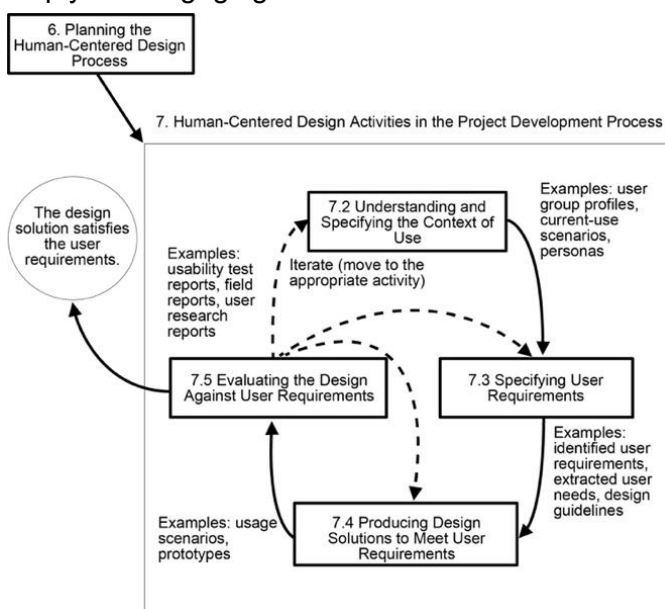 6. Planning the
Human-Centered Design
Process
7. Human-Centered Design Activities in the Project Development Process
The design
solution satisfies
the user
requirements.
7.2 Understanding and
Specifying the Context of
Use
Examples: user
group profiles,
current-use
scenarios,
personas
Examples:
usability test
reports, field
reports, user
research
reports
Iterate (move to the
appropriate activity)
7.5 Evaluating the Design
Against User Requirements
7.3 Specifying User
Requirements
Examples:
identified user
requirements,
extracted user
needs, design
guidelines
Examples: usage
scenarios,
prototypes
7.4 Producing Design
Solutions to Meet User
Requirements